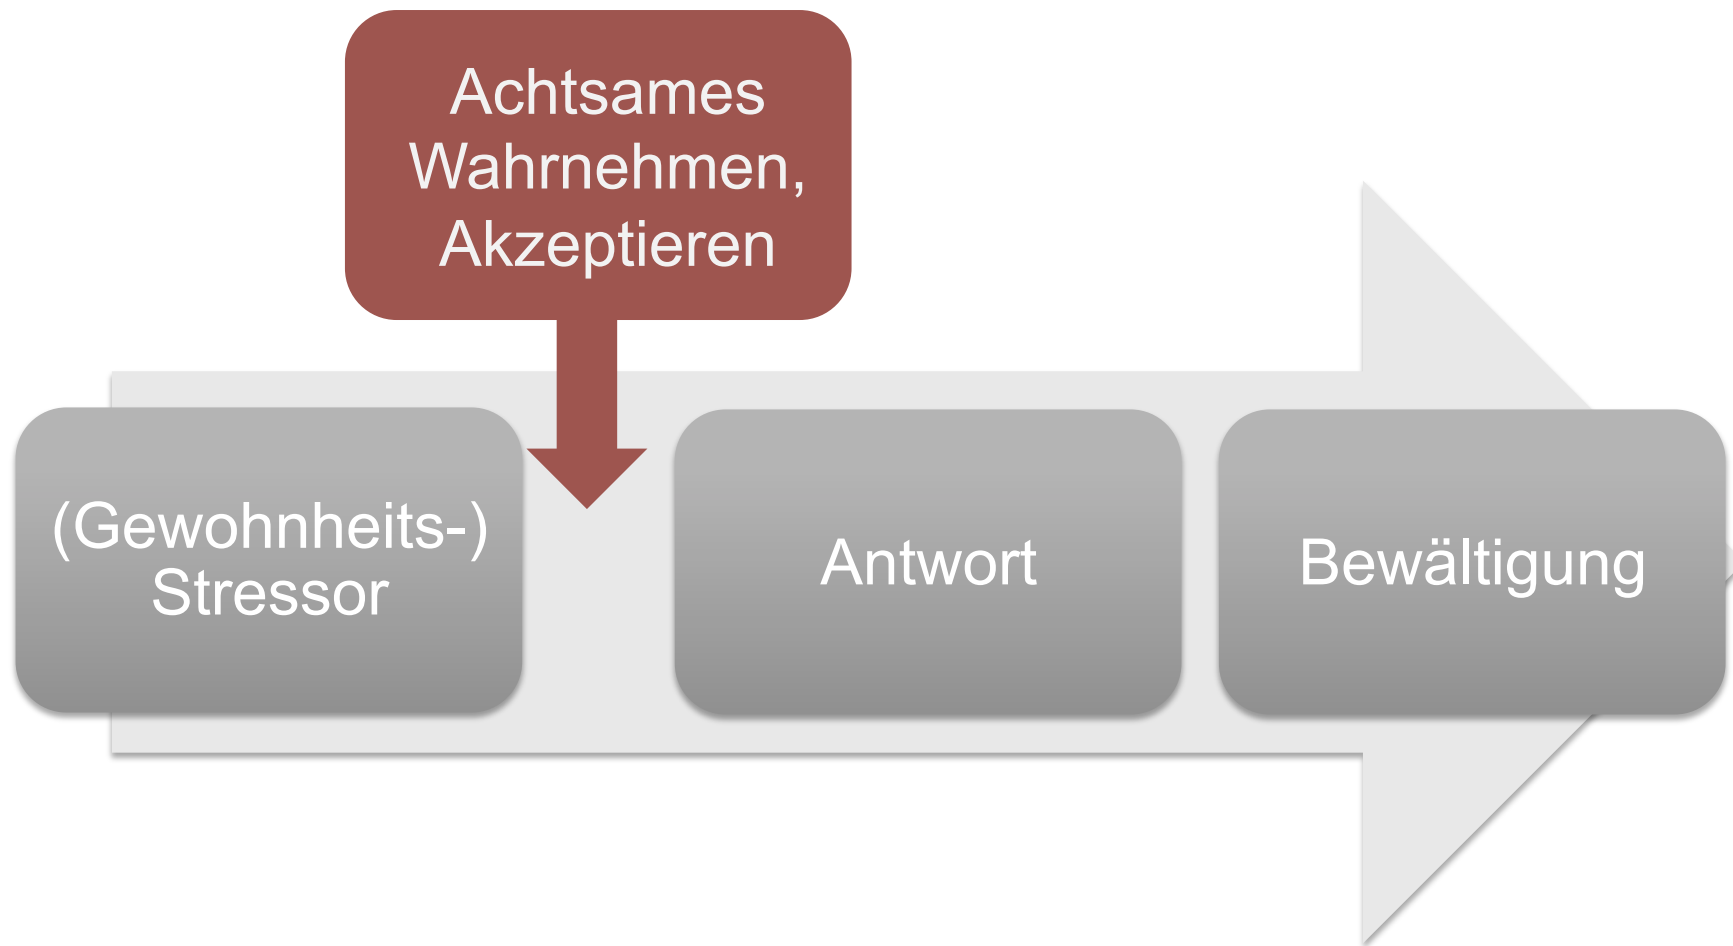 Achtsames
Wahrnehmen,
Akzeptieren
(Gewohnheits-)
Stressor
Antwort
Bewältigung